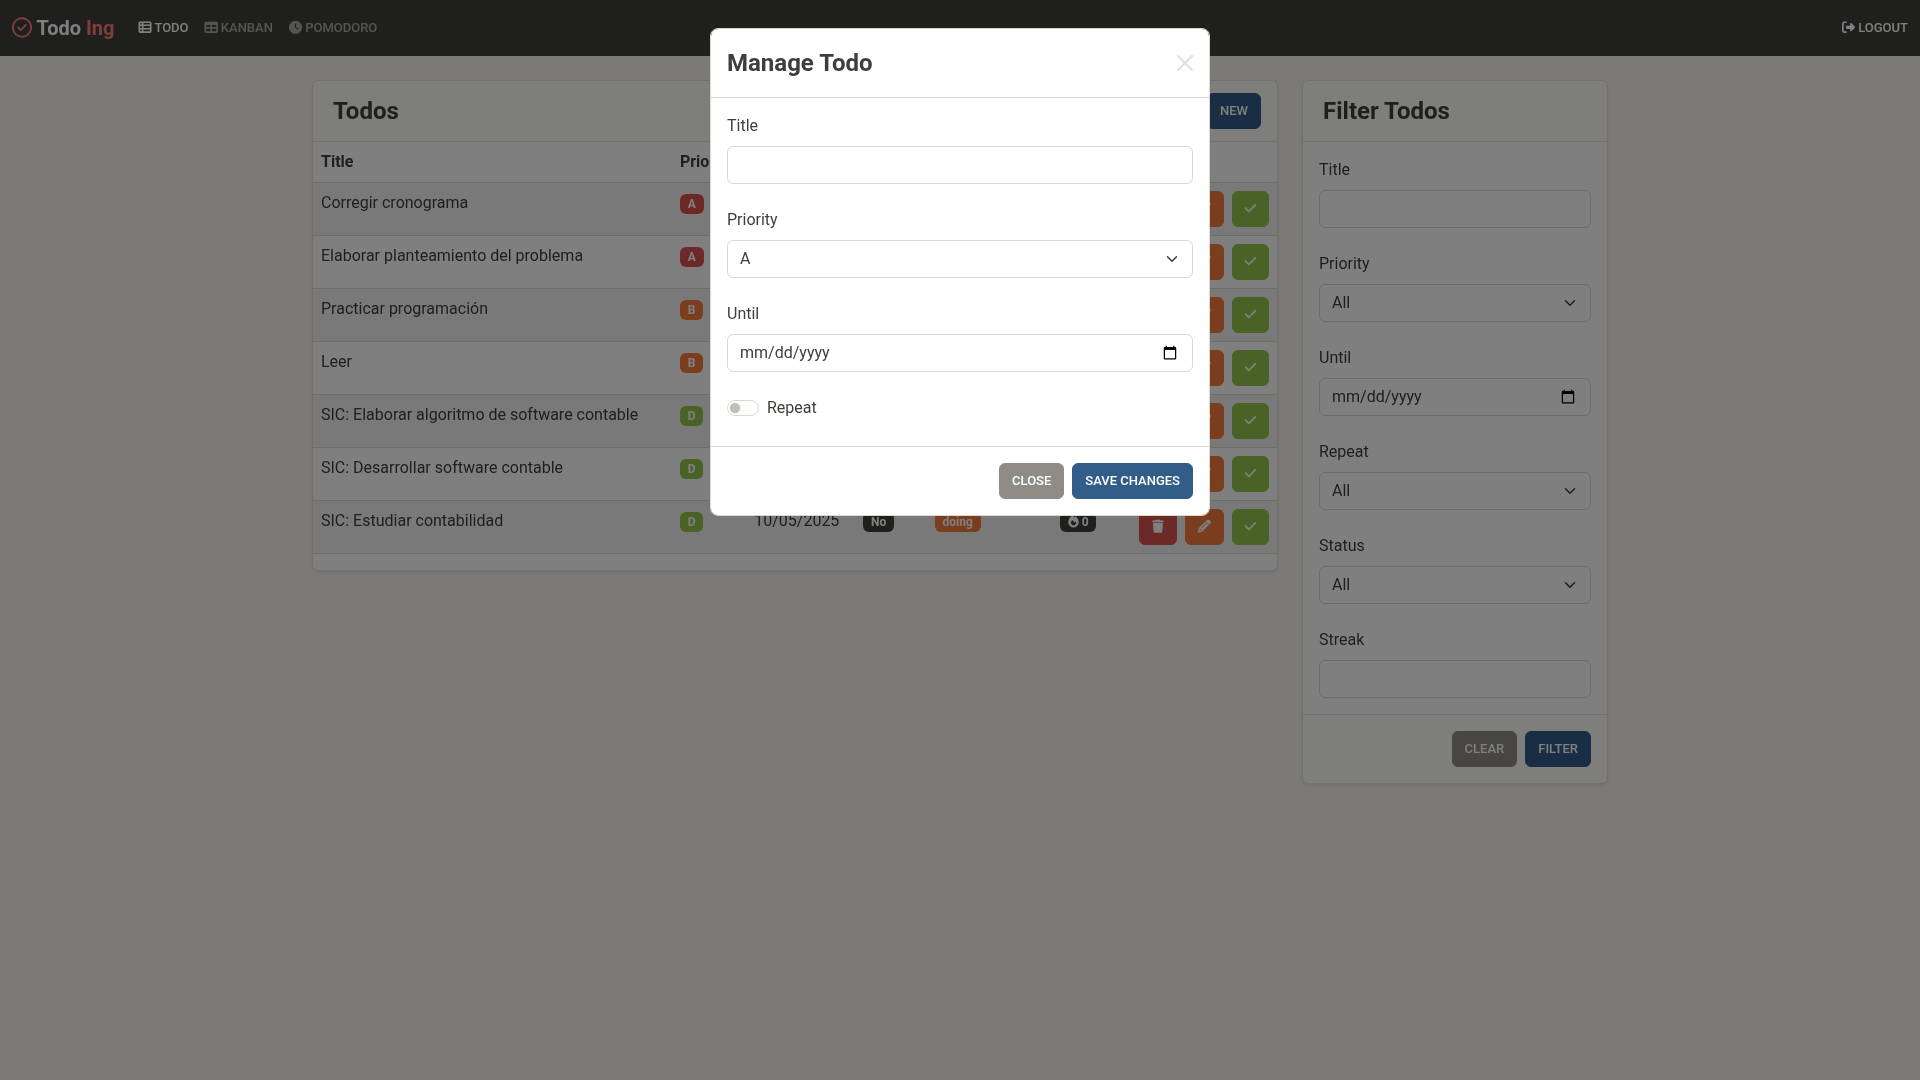 Todo Ing TODO KANBAN POMODORO LOGOUT
Manage Todo
Title
Priority
A
Until
mm/dd/yyyy
Repeat
CLOSE SAVE CHANGES
Todos NEW
Title
Corregir cronograma A
Elaborar planteamiento del problema A
Practicar programación B
Leer B
SIC: Elaborar algoritmo de software contable D
SIC: Desarrollar software contable D
SIC: Estudiar contabilidad D 10/05/2025 No doing 0
Filter Todos
Title
Priority
All
Until
mm/dd/yyyy
Repeat
All
Status
All
Streak
CLEAR FILTER